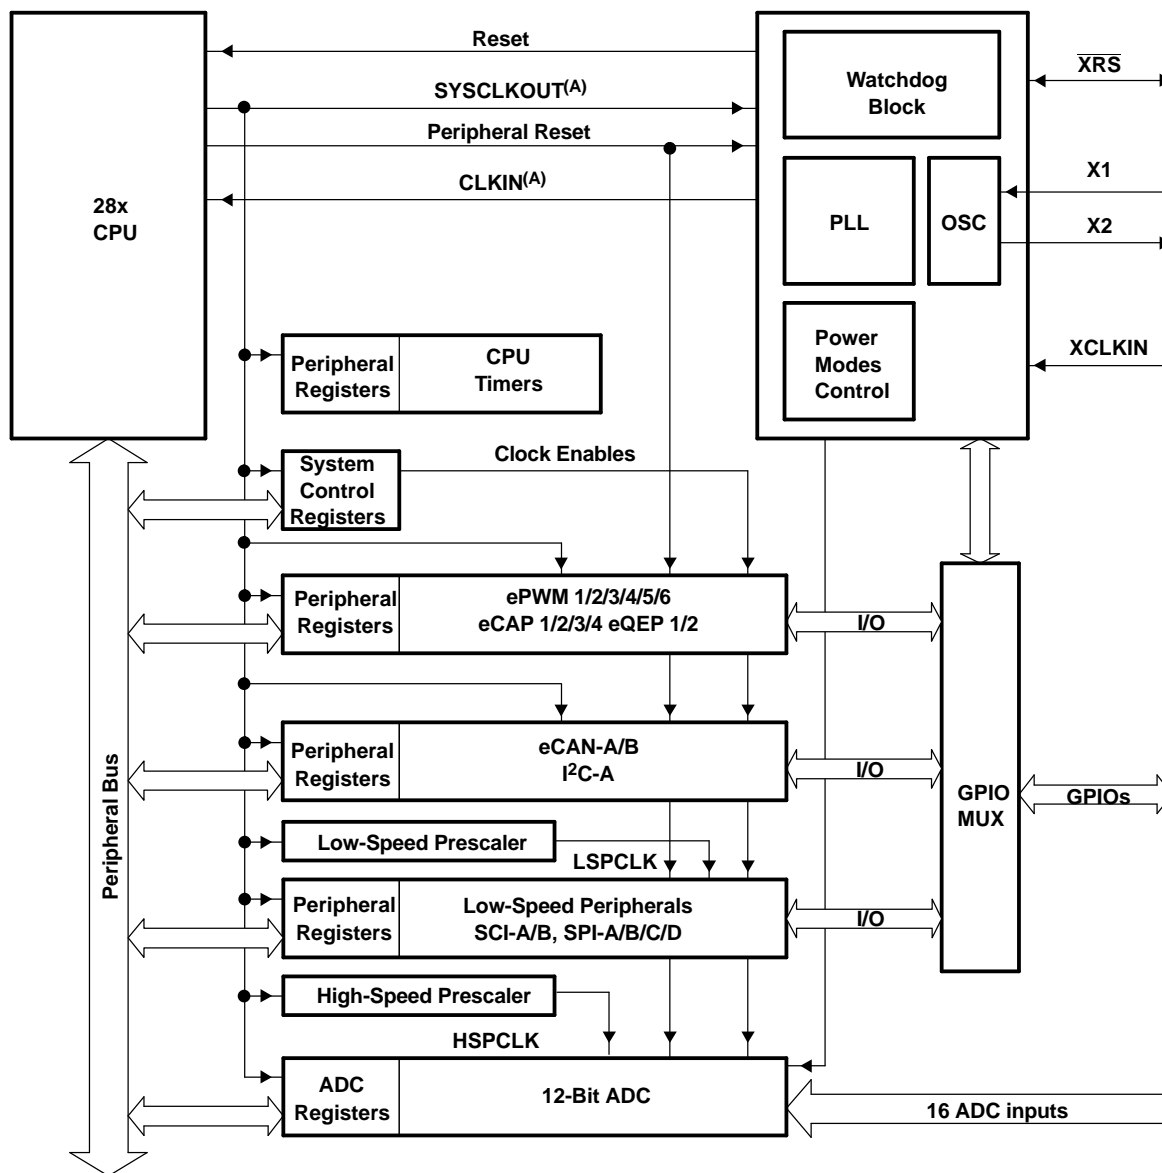 Reset
SYSCLKOUT(A)
Peripheral Reset
CLKIN(A)
28x
CPU
Watchdog
Block
PLL
OSC
Power
Modes
Control
XRS
X1
X2
XCLKIN
Peripheral
Registers
CPU
Timers
System
Control
Registers
Clock Enables
Peripheral
Registers
ePWM 1/2/3/4/5/6
eCAP 1/2/3/4 eQEP 1/2
I/O
Peripheral
Registers
eCAN-A/B
I2C-A
I/O
GPIO
MUX
GPIOs
Peripheral Bus
Low-Speed Prescaler
LSPCLK
Peripheral
Registers
Low-Speed Peripherals
SCI-A/B, SPI-A/B/C/D
I/O
High-Speed Prescaler
HSPCLK
ADC
Registers
12-Bit ADC
16 ADC inputs